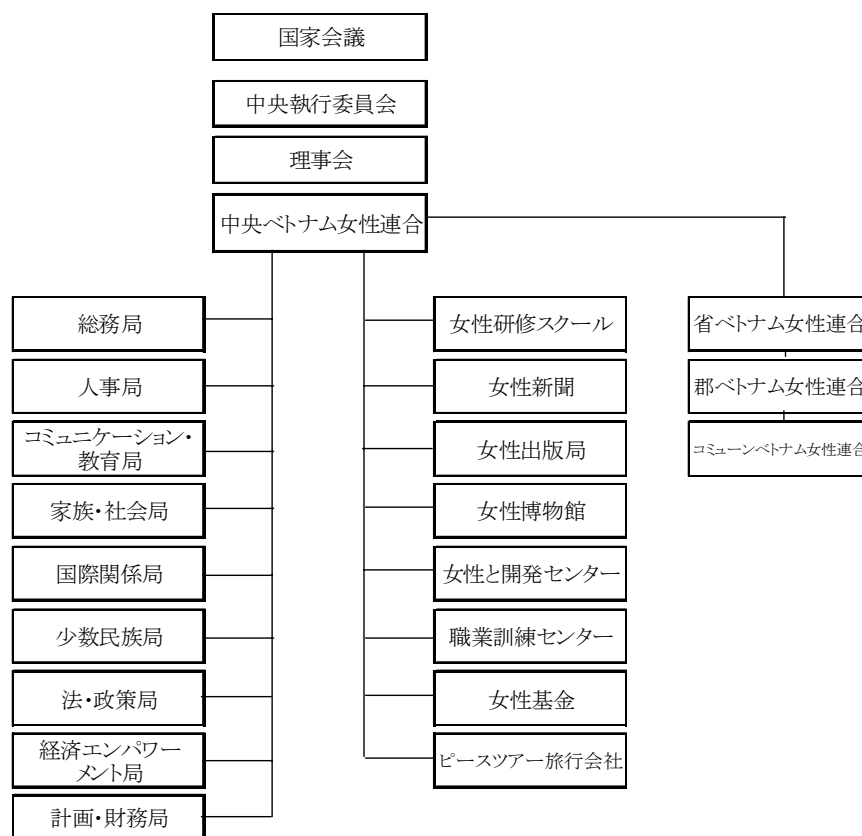 国家会議
中央執行委員会
理事会
中央ベトナム女性連合
総務局
人事局
コミュニケーション・
教育局
家族・社会局
国際関係局
少数民族局
法・政策局
経済エンパワー
メント局
計画・財務局
女性研修スクール
女性新聞
女性出版局
女性博物館
女性と開発センター
職業訓練センター
女性基金
ピースツアー旅行会社
省ベトナム女性連合
郡ベトナム女性連合
コミューンベトナム女性連合